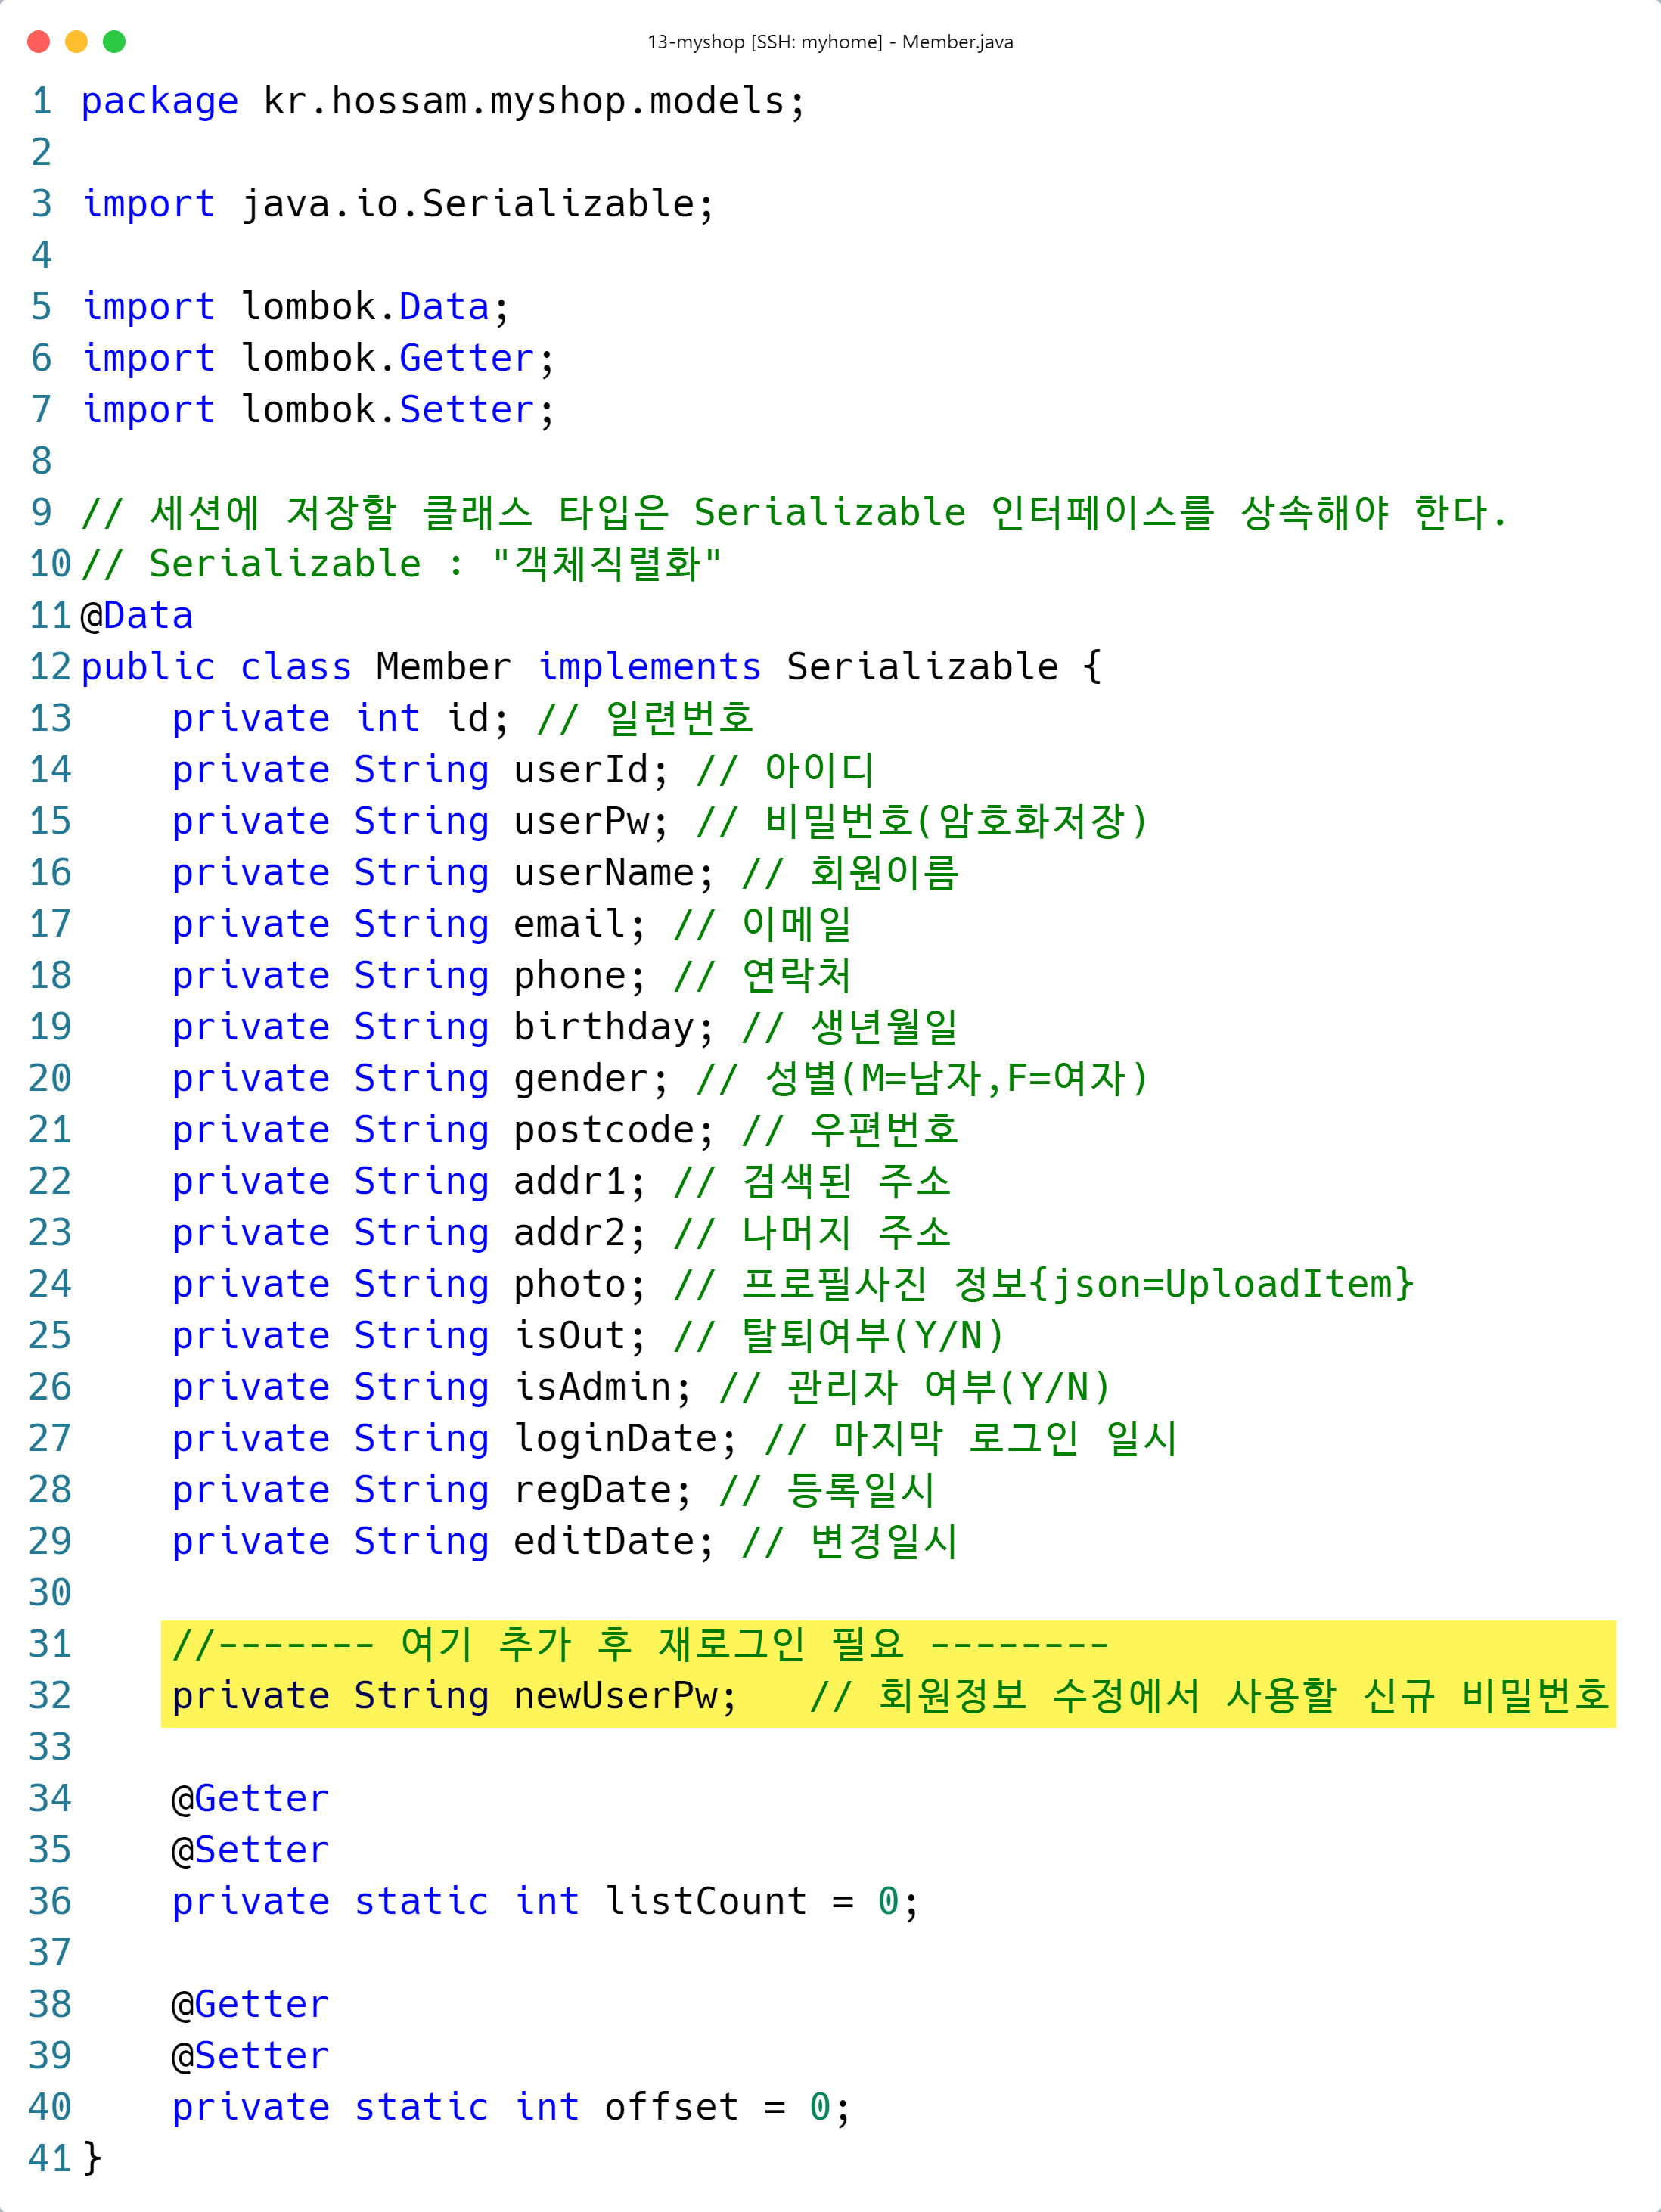 13-myshop [SSH: myhome] - Member.java
1 package kr.hossam.myshop.models;
2
3 import java.io.Serializable;
4
5 import lombok.Data;
6 import lombok.Getter;
7 import lombok.Setter;
8
9 // 세션에 저장할 클래스 타입은 Serializable 인터페이스를 상속해야 한다.
10 // Serializable : "객체직렬화"
11 @Data
12 public class Member implements Serializable {
13     private int id; // 일련번호
14     private String userId; // 아이디
15     private String userPw; // 비밀번호(암호화저장)
16     private String userName; // 회원이름
17     private String email; // 이메일
18     private String phone; // 연락처
19     private String birthday; // 생년월일
20     private String gender; // 성별(M=남자,F=여자)
21     private String postcode; // 우편번호
22     private String addr1; // 검색된 주소
23     private String addr2; // 나머지 주소
24     private String photo; // 프로필사진 정보{json=UploadItem}
25     private String isOut; // 탈퇴여부(Y/N)
26     private String isAdmin; // 관리자 여부(Y/N)
27     private String loginDate; // 마지막 로그인 일시
28     private String regDate; // 등록일시
29     private String editDate; // 변경일시
30
31     //------- 여기 추가 후 재로그인 필요 --------
32     private String newUserPw;   // 회원정보 수정에서 사용할 신규 비밀번호
33
34     @Getter
35     @Setter
36     private static int listCount = 0;
37
38     @Getter
39     @Setter
40     private static int offset = 0;
41 }